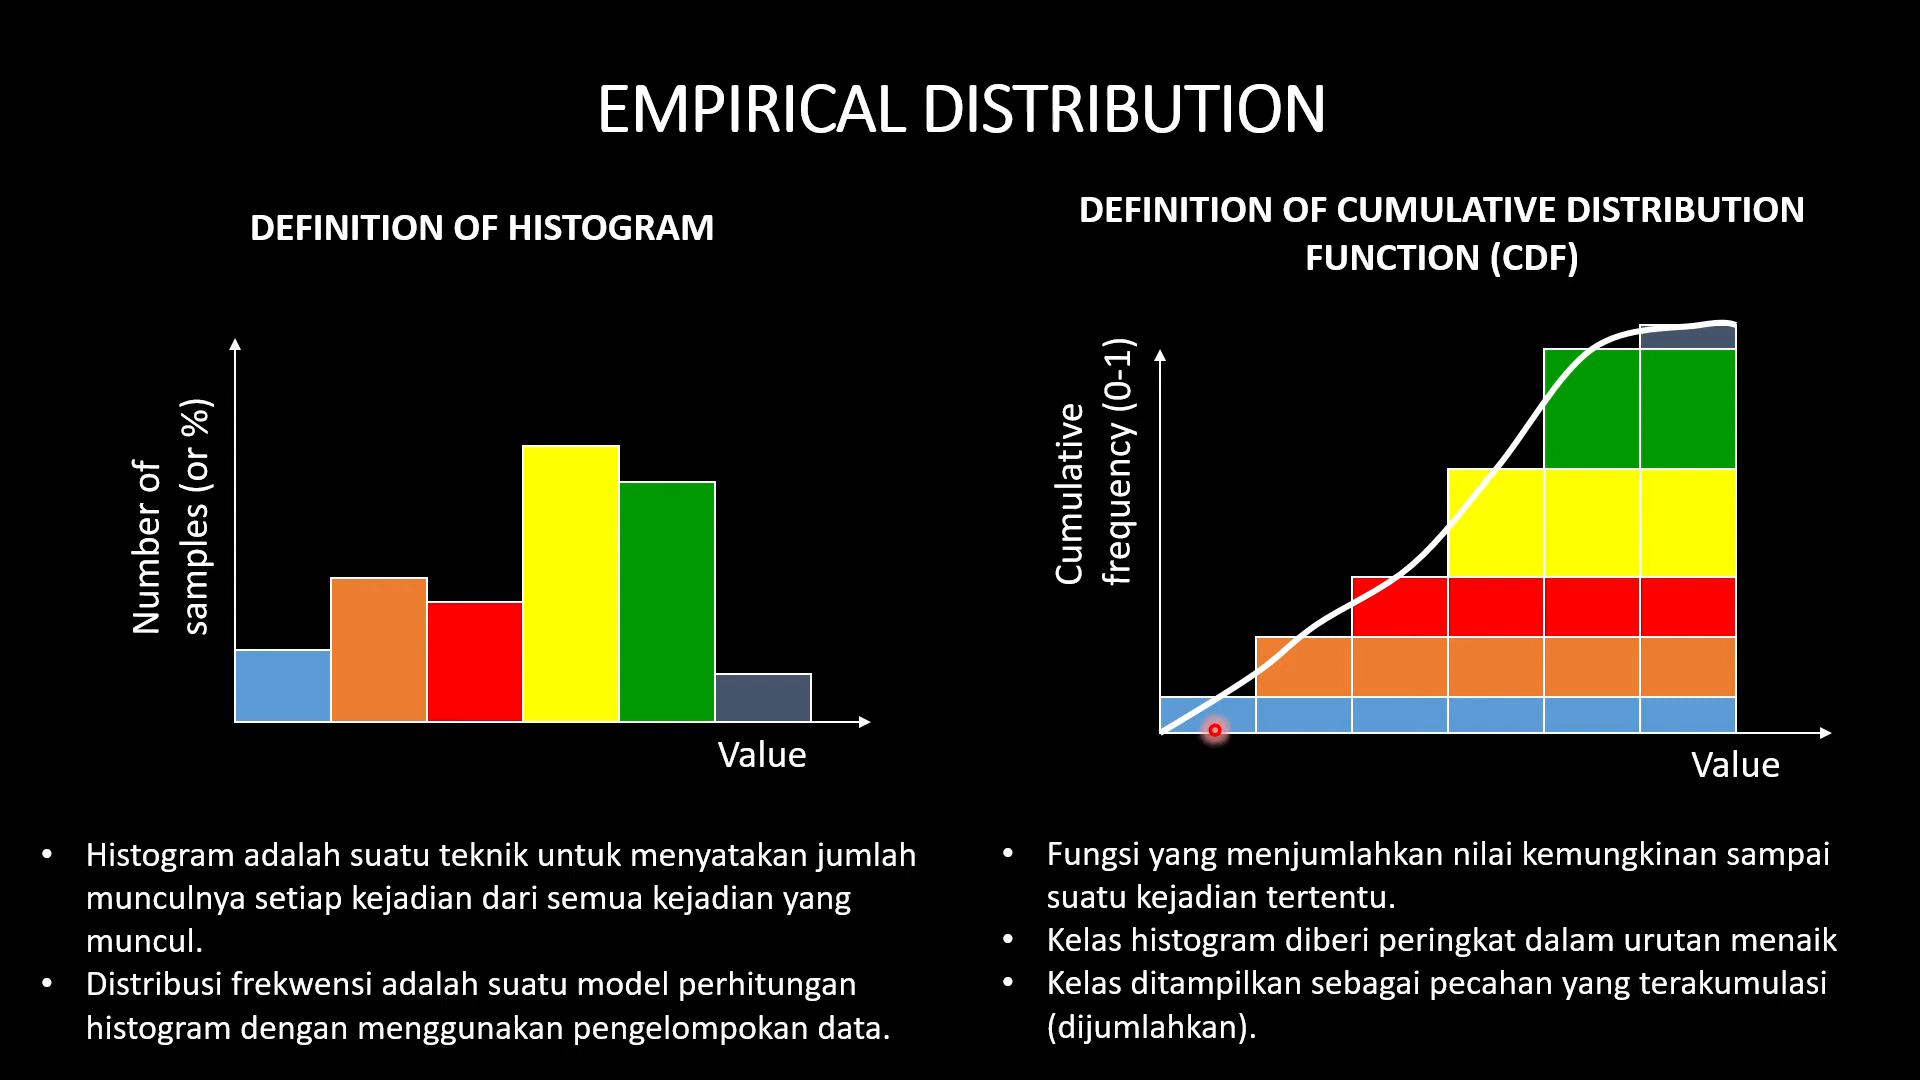 EMPIRICAL DISTRIBUTION
DEFINITION OF HISTOGRAM
Number of
samples (or %)
Value
Histogram adalah suatu teknik untuk menyatakan jumlah
munculnya setiap kejadian dari semua kejadian yang
muncul.
Distribusi frekwensi adalah suatu model perhitungan
histogram dengan menggunakan pengelompokan data.
DEFINITION OF CUMULATIVE DISTRIBUTION
FUNCTION (CDF)
Cumulative
frequency (0-1)
Value
Fungsi yang menjumlahkan nilai kemungkinan sampai
suatu kejadian tertentu.
Kelas histogram diberi peringkat dalam urutan menaik
Kelas ditampilkan sebagai pecahan yang terakumulasi
(dijumlahkan).